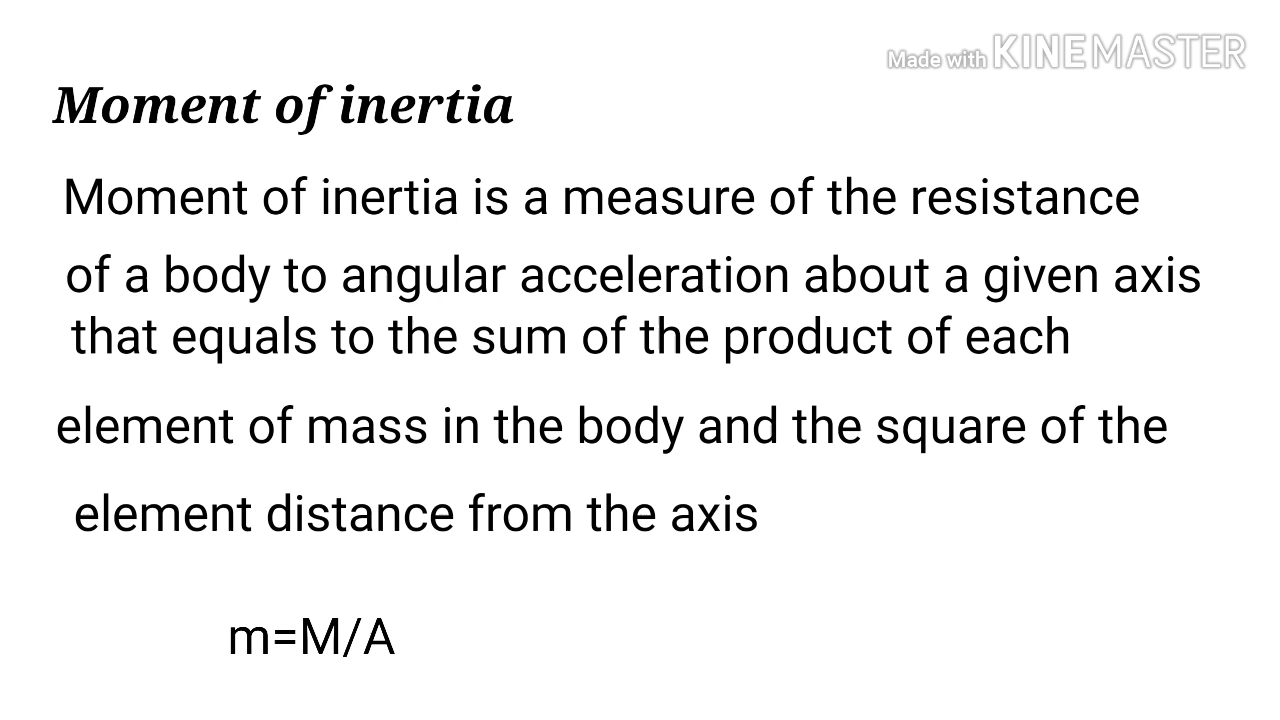 Made with KINEMASTER
Moment of inertia
Moment of inertia is a measure of the resistance
of a body to angular acceleration about a given axis
that equals to the sum of the product of each
element of mass in the body and the square of the
element distance from the axis
m=M/A